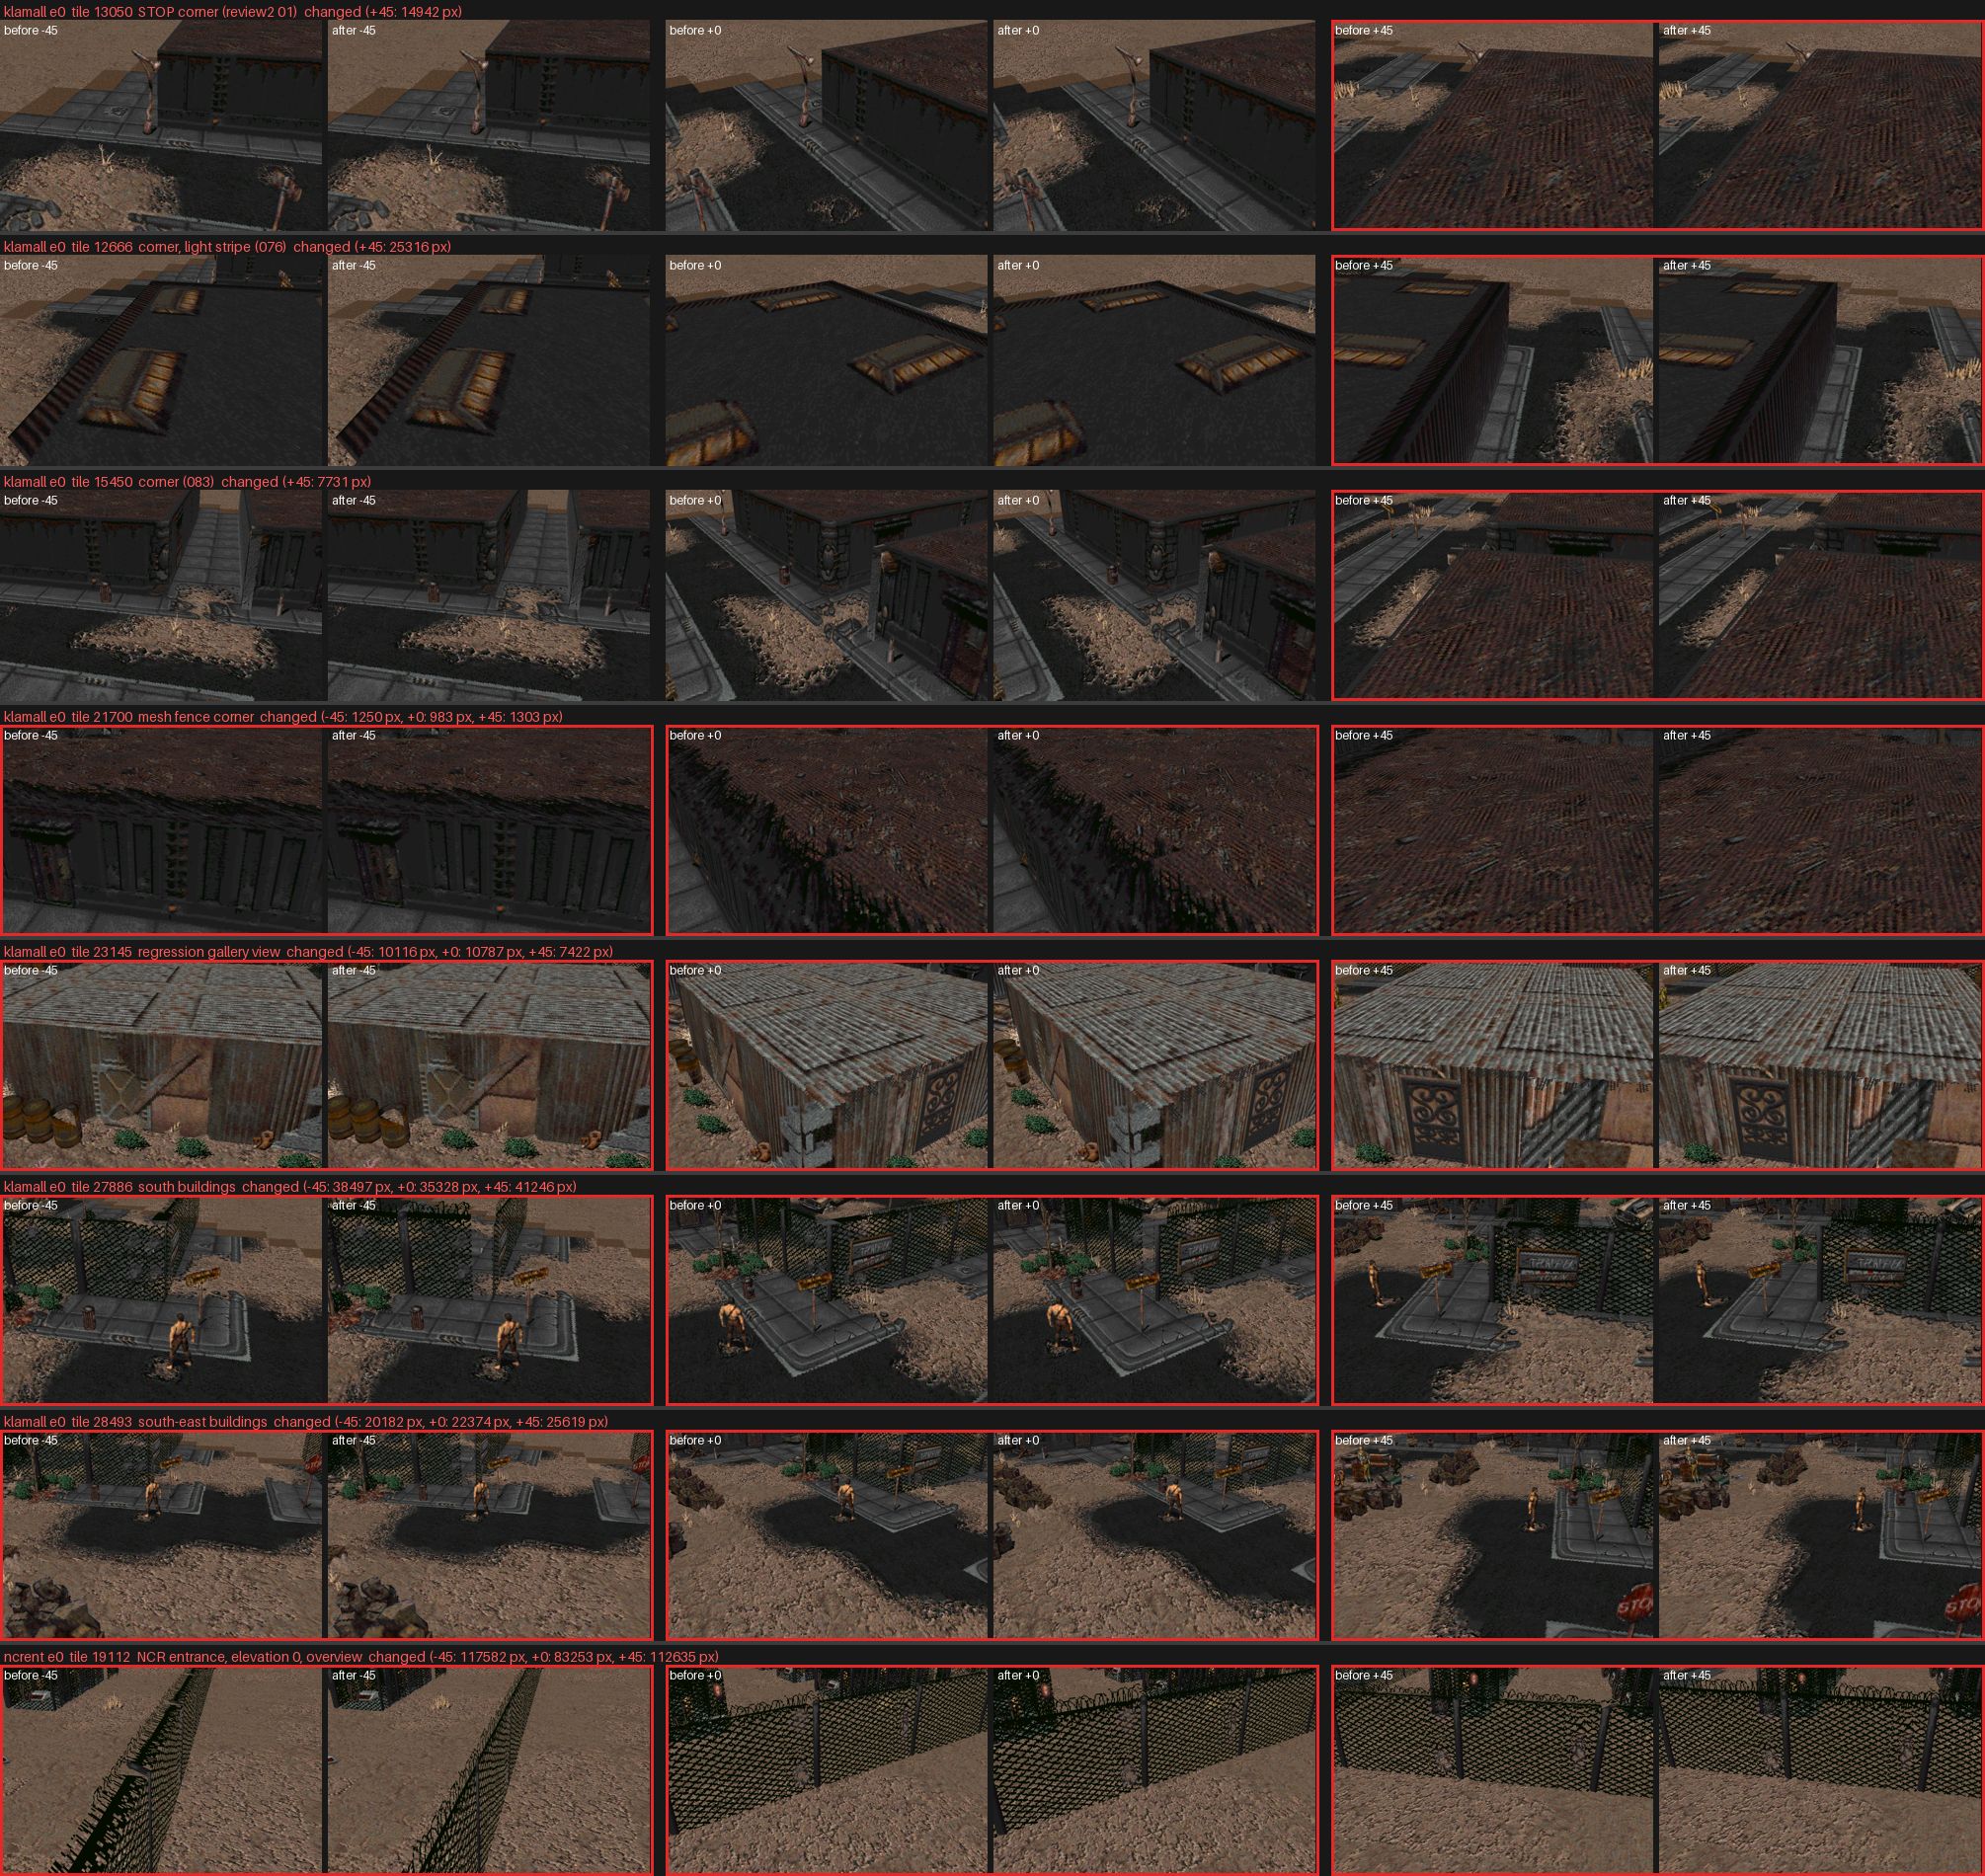 klamall e0 tile 13050 STOP corner (review2 01) changed (+45: 14942 px)
before -45 after -45 before +0 after +0 before +45 after +45
klamall e0 tile 12666 corner, light stripe (076) changed (+45: 25316 px)
before -45 after -45 before +0 after +0 before +45 after +45
klamall e0 tile 15450 corner (083) changed (+45: 7731 px)
before -45 after -45 before +0 after +0 before +45 after +45
klamall e0 tile 21700 mesh fence corner changed (-45: 1250 px, +0: 983 px, +45: 1303 px)
before -45 after -45 before +0 after +0 before +45 after +45
klamall e0 tile 23145 regression gallery view changed (-45: 10116 px, +0: 10787 px, +45: 7422 px)
before -45 after -45 before +0 after +0 before +45 after +45
klamall e0 tile 27886 south buildings changed (-45: 38497 px, +0: 35328 px, +45: 41246 px)
before -45 after -45 before +0 after +0 before +45 after +45
klamall e0 tile 28493 south-east buildings changed (-45: 20182 px, +0: 22374 px, +45: 25619 px)
before -45 after -45 before +0 after +0 before +45 after +45
STOP
ncrent e0 tile 19112 NCR entrance, elevation 0, overview changed (-45: 117582 px, +0: 83253 px, +45: 112635 px)
before -45 after -45 before +0 after +0 before +45 after +45